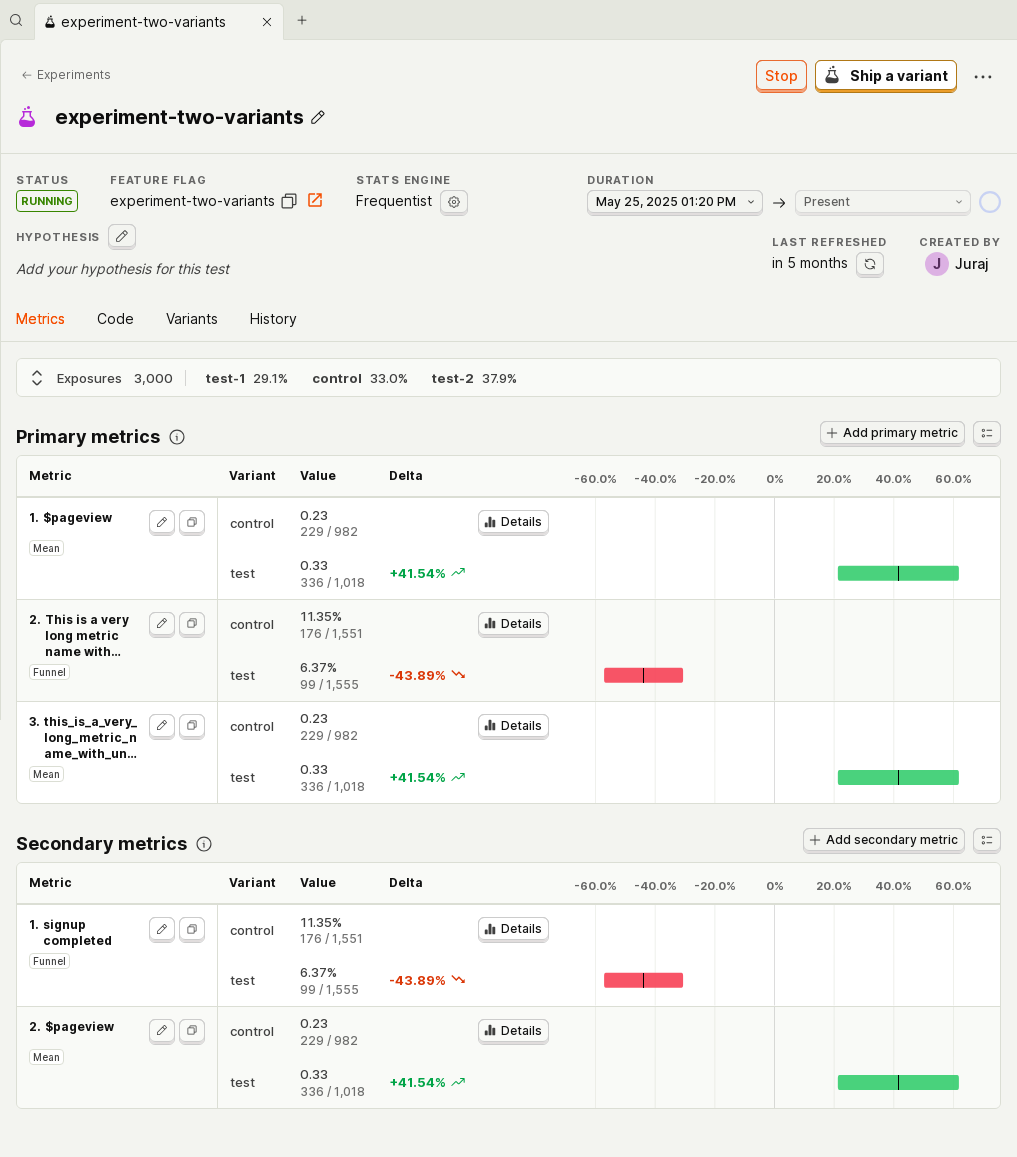 experiment-two-variants
Experiments
Stop
Ship a variant
experiment-two-variants
STATUS
RUNNING
FEATURE FLAG
experiment-two-variants
STATS ENGINE
Frequentist
DURATION
May 25, 2025 01:20 PM
Present
HYPOTHESIS
Add your hypothesis for this test
LAST REFRESHED
in 5 months
CREATED BY
J Juraj
Metrics Code Variants History
Exposures 3,000 test-1 29.1% control 33.0% test-2 37.9%
Primary metrics
Add primary metric
Metric Variant Value Delta -60.0% -40.0% -20.0% 0% 20.0% 40.0% 60.0%
1. $pageview
Mean
control
0.23
229 / 982
Details
test
0.33
336 / 1,018
+41.54%
2. This is a very
long metric
name with…
Funnel
control
11.35%
176 / 1,551
Details
test
6.37%
99 / 1,555
-43.89%
3. this_is_a_very_
long_metric_n
ame_with_un…
Mean
control
0.23
229 / 982
Details
test
0.33
336 / 1,018
+41.54%
Secondary metrics
Add secondary metric
Metric Variant Value Delta -60.0% -40.0% -20.0% 0% 20.0% 40.0% 60.0%
1. signup
completed
Funnel
control
11.35%
176 / 1,551
Details
test
6.37%
99 / 1,555
-43.89%
2. $pageview
Mean
control
0.23
229 / 982
Details
test
0.33
336 / 1,018
+41.54%